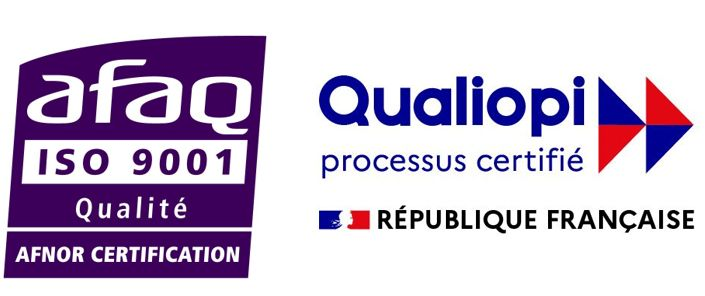 afaq
ISO 9001
Qualité
AFNOR CERTIFICATION
Qualiopi
processus certifié
RÉPUBLIQUE FRANÇAISE